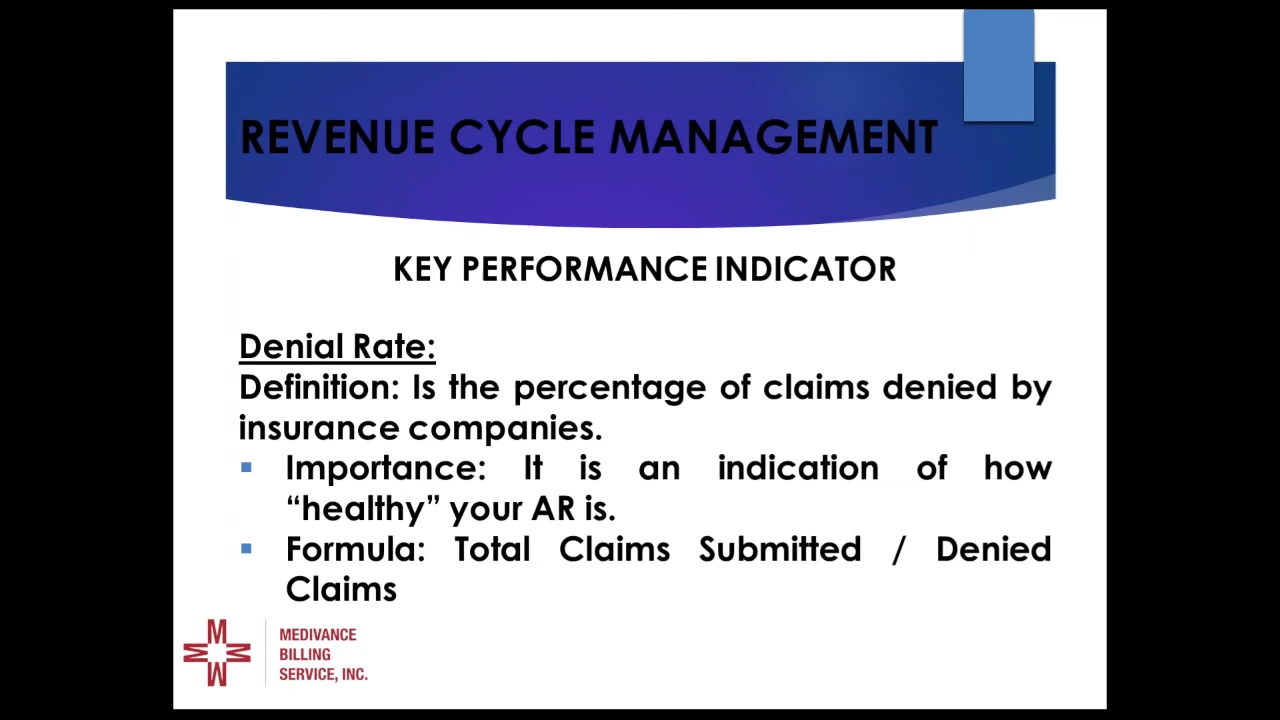 REVENUE CYCLE MANAGEMENT
KEY PERFORMANCE INDICATOR
Denial Rate:
Definition: Is the percentage of claims denied by
insurance companies.
▪ Importance: It is an indication of how
“healthy” your AR is.
▪ Formula: Total Claims Submitted / Denied
Claims
MEDIVANCE
BILLING
SERVICE, INC.